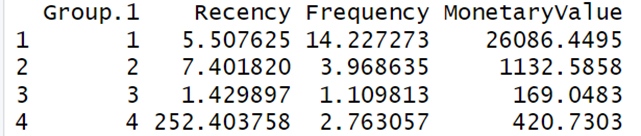 Group.1 Recency Frequency MonetaryValue
1 1 5.507625 14.227273 26086.4495
2 2 7.401820 3.968635 1132.5858
3 3 1.429897 1.109813 169.0483
4 4 252.403758 2.763057 420.7303